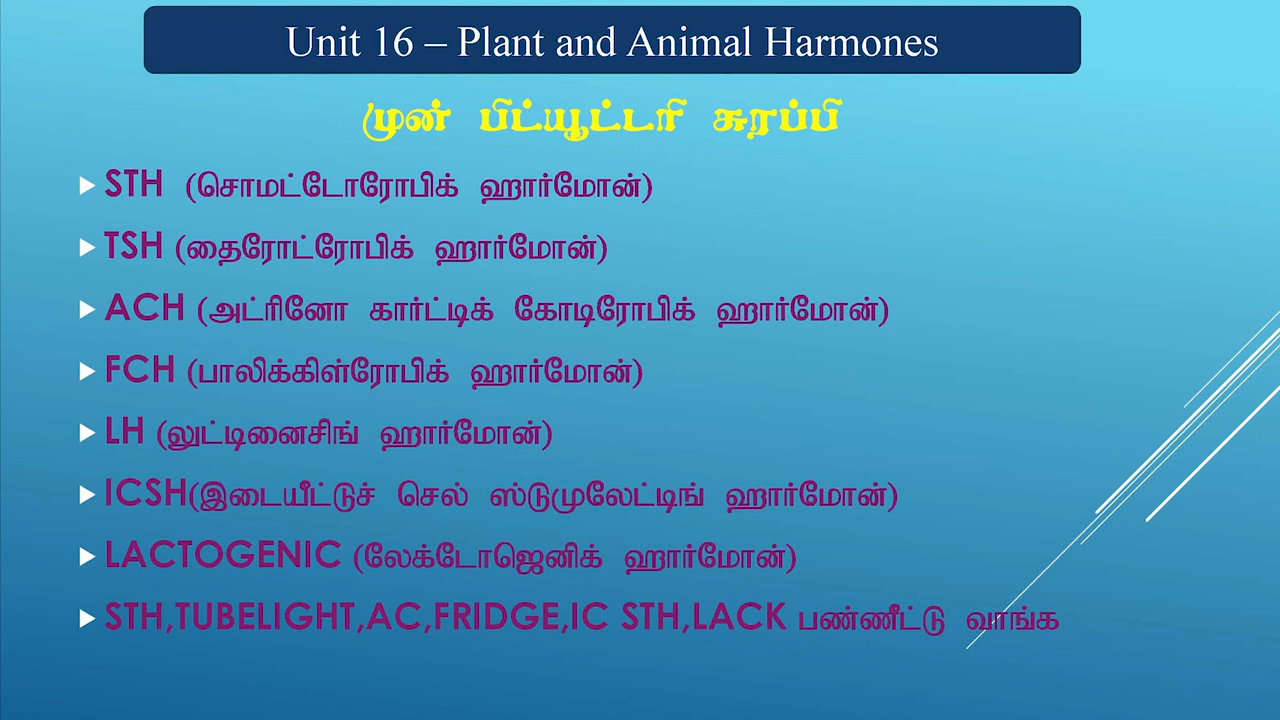 Unit 16 – Plant and Animal Harmones
முன் பிட்யூட்டரி சுரப்பி
STH (சொமட்டோரோபிக் ஹார்மோன்)
TSH (தைரோட்ரோபிக் ஹார்மோன்)
ACH (அட்ரினோ கார்ட்டிக் கோடிரோபிக் ஹார்மோன்)
FCH (பாலிக்கிள்ரோபிக் ஹார்மோன்)
LH (லுட்டினைசிங் ஹார்மோன்)
ICSH(இடையீட்டுச் செல் ஸ்டுமுலேட்டிங் ஹார்மோன்)
LACTOGENIC (லேக்டோஜெனிக் ஹார்மோன்)
STH,TUBELIGHT,AC,FRIDGE,IC STH,LACK பண்ணீட்டு வாங்க